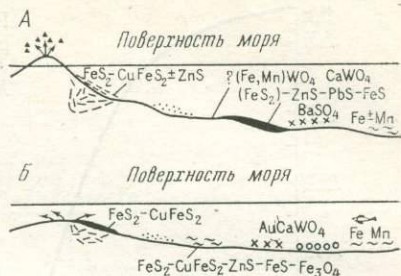 А
Поверхность моря
FeS₂-CuFeS₂±ZnS
?(Fe,Mn)WO₄ CaWO₄
(FeS₂)-ZnS-PbS-FeS
BaSO₄
Fe±Mn
Б
Поверхность моря
FeS₂-CuFeS₂
AuCaWO₄
Fe Mn
FeS₂-CuFeS₂-ZnS-FeS-Fe₃O₄